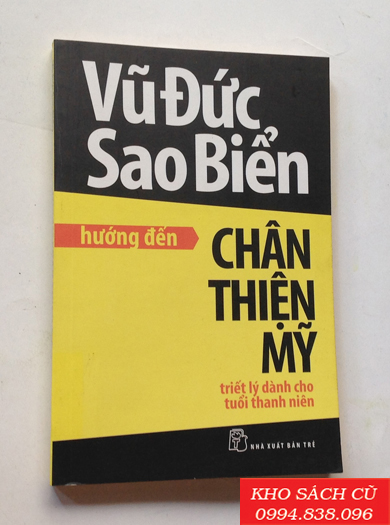 Vũ Đức
Sao Biển
hướng đến
CHÂN
THIỆN
MỸ
triết lý dành cho
tuổi thanh niên
NHÀ XUẤT BẢN TRẺ
KHO SÁCH CŨ
0994.838.096